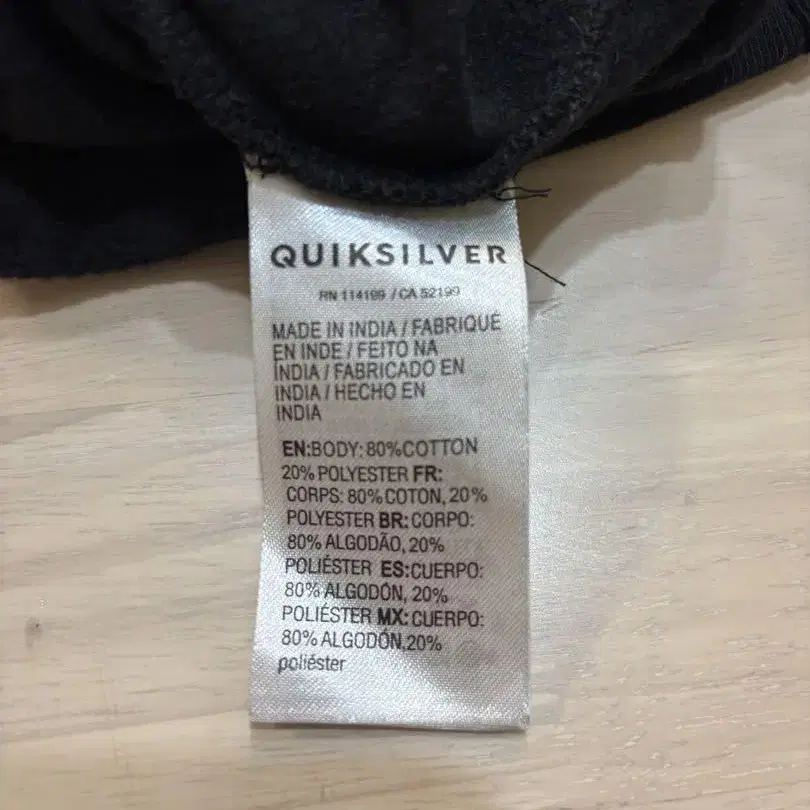 QUIKSILVER
RN 114199 / CA 52199
MADE IN INDIA / FABRIQUÉ
EN INDE / FEITO NA
ÍNDIA / FABRICADO EN
INDIA / HECHO EN
INDIA
EN:BODY: 80%COTTON
20% POLYESTER FR:
CORPS: 80% COTON, 20%
POLYESTER BR: CORPO:
80% ALGODÃO, 20%
POLIÉSTER ES:CUERPO:
80% ALGODÓN, 20%
POLIÉSTER MX: CUERPO:
80% ALGODÓN,20%
poliéster